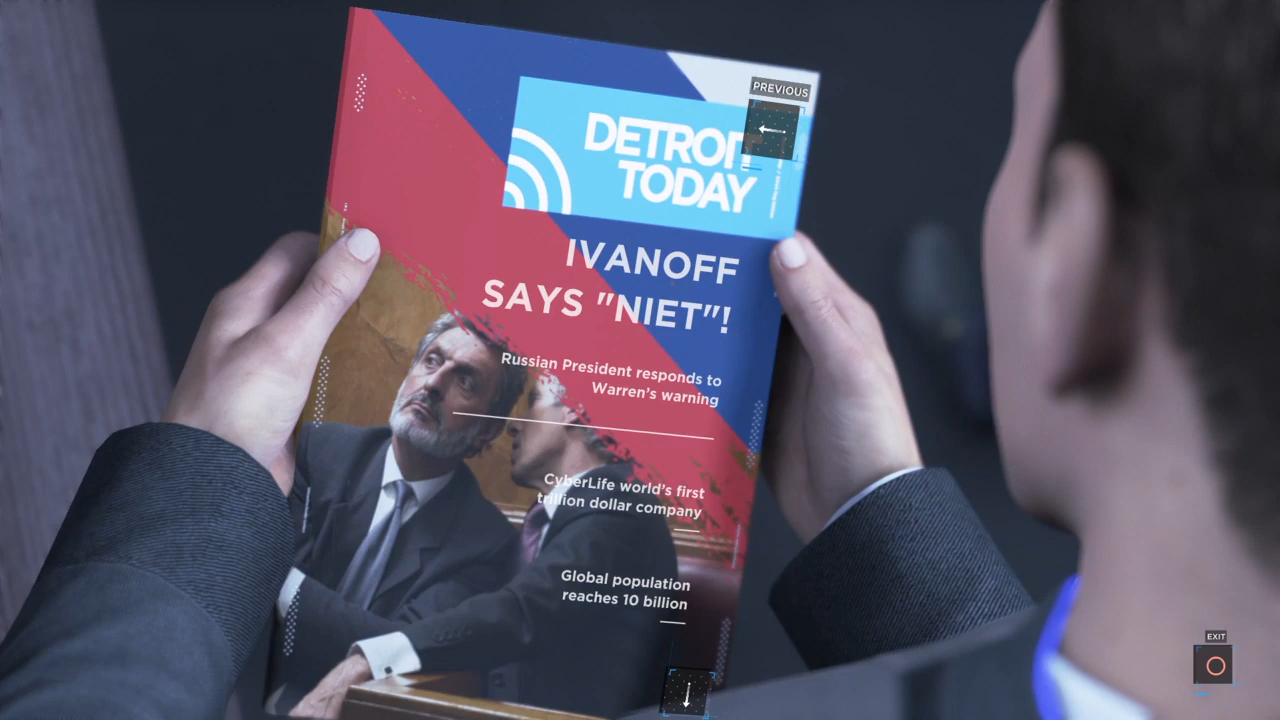 PREVIOUS
DETROIT
TODAY
IVANOFF
SAYS "NIET"!
Russian President responds to
Warren's warning
CyberLife world's first
trillion dollar company
Global population
reaches 10 billion
EXIT